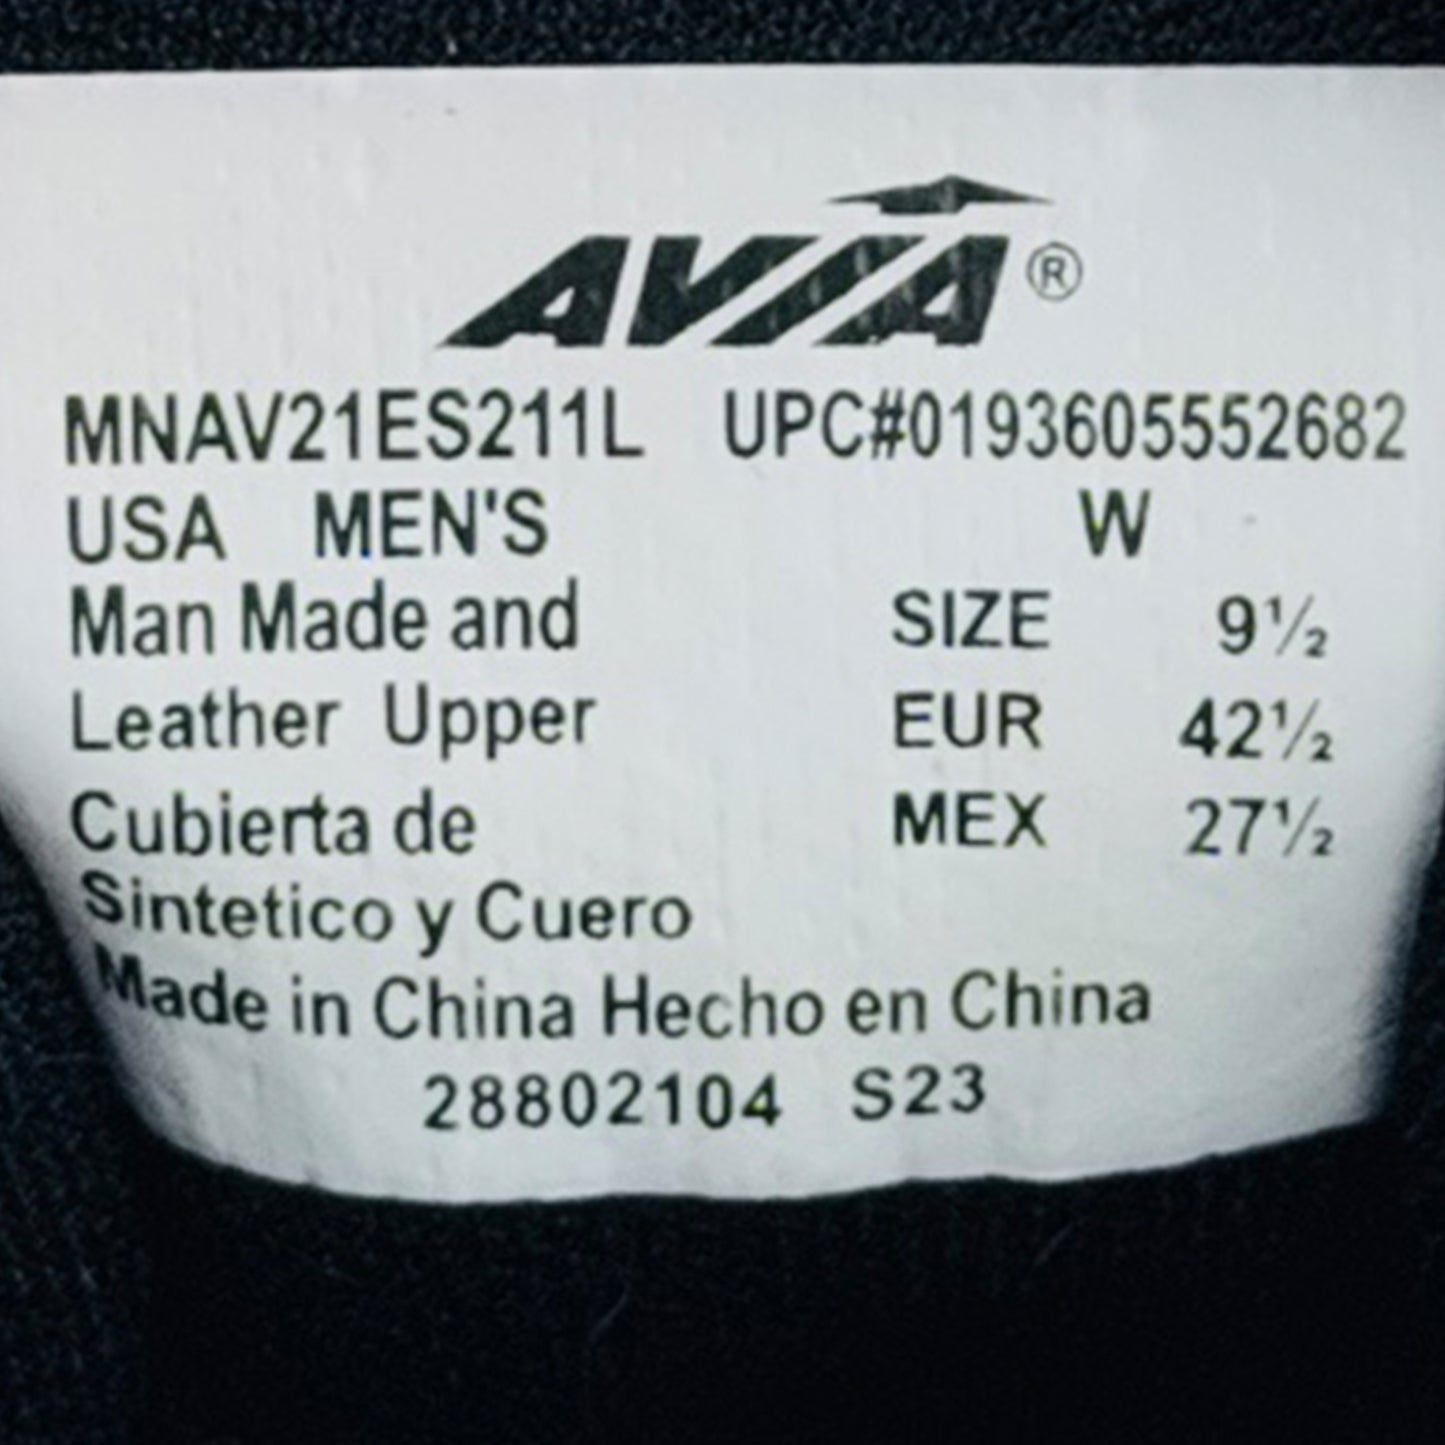 AVIA®
MNAV21ES211L UPC#0193605552682
USA MEN'S W
Man Made and SIZE 9½
Leather Upper EUR 42½
Cubierta de MEX 27½
Sintetico y Cuero
Made in China Hecho en China
28802104 S23